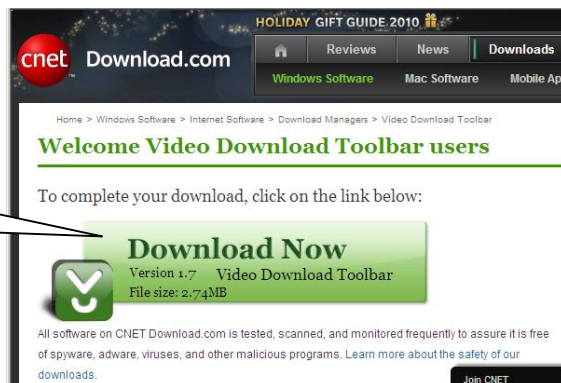 HOLIDAY GIFT GUIDE 2010
cnet Download.com
Reviews News Downloads
Windows Software Mac Software Mobile Ap
Home > Windows Software > Internet Software > Download Managers > Video Download Toolbar
Welcome Video Download Toolbar users
To complete your download, click on the link below:
Download Now
Version 1.7 Video Download Toolbar
File size: 2.74MB
All software on CNET Download.com is tested, scanned, and monitored frequently to assure it is free
of spyware, adware, viruses, and other malicious programs. Learn more about the safety of our
downloads.
Join CNET